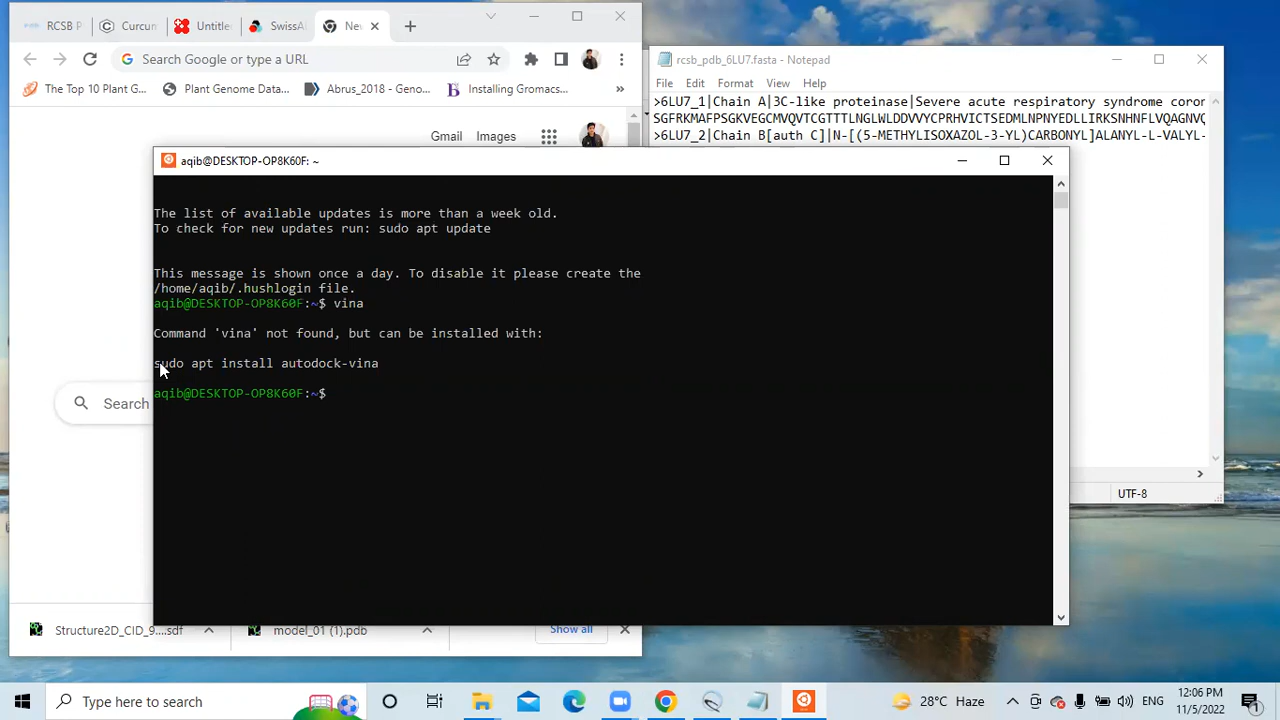 RCSB P
Curcum
Untitle
SwissA
Ne
Search Google or type a URL
The Top 10 Plant G...
Plant Genome Data...
Abrus_2018 - Geno...
Installing Gromacs...
»
Gmail
Images
rcsb_pdb_6LU7.fasta - Notepad
File Edit Format View Help
>6LU7_1|Chain A|3C-like proteinase|Severe acute respiratory syndrome coron
SGFRKMAFPSGKVEGCMVQVTCGTTTLNGLWLDDVVYCPRHVICTSEDMLNPNYEDLLIRKSNHNFLVQAGNVQ
>6LU7_2|Chain B[auth C]|N-[(5-METHYLISOXAZOL-3-YL)CARBONYL]ALANYL-L-VALYL-
aqib@DESKTOP-OP8K60F: ~
The list of available updates is more than a week old.
To check for new updates run: sudo apt update
This message is shown once a day. To disable it please create the
/home/aqib/.hushlogin file.
aqib@DESKTOP-OP8K60F:~$ vina
Command 'vina' not found, but can be installed with:
sudo apt install autodock-vina
aqib@DESKTOP-OP8K60F:~$
Search
UTF-8
Structure2D_CID_9....sdf
model_01 (1).pdb
Show all
Type here to search
28°C Haze
ENG
12:06 PM
11/5/2022
1